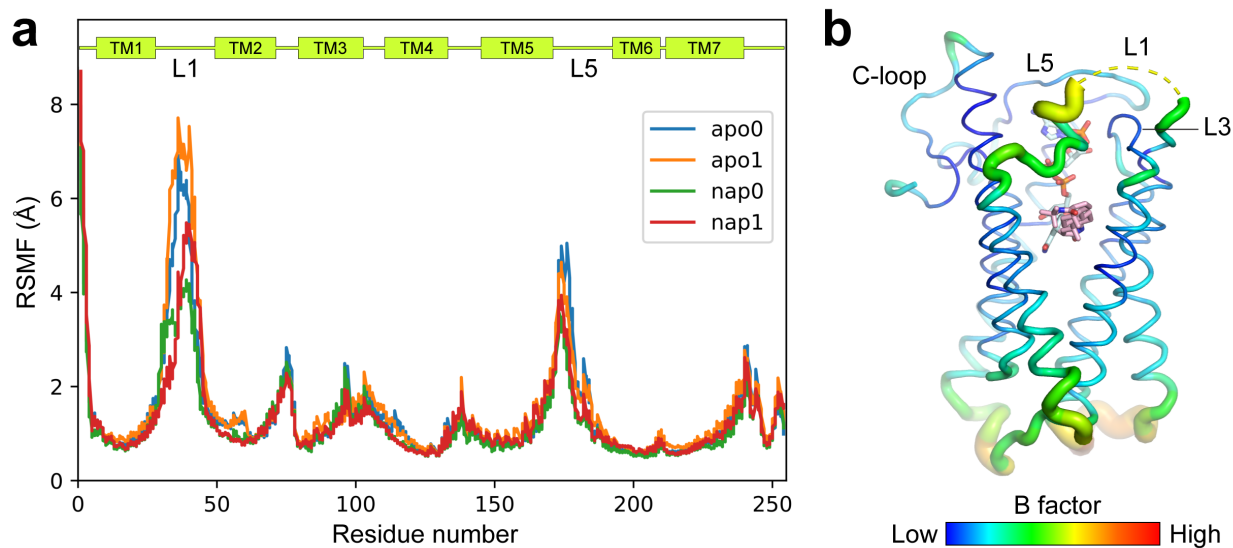 a
TM1 TM2 TM3 TM4 TM5 TM6 TM7
L1 L5
8
6
4
2
0
RSMF (Å)
apo0
apo1
nap0
nap1
0 50 100 150 200 250
Residue number
b
L5 L1
C-loop
L3
B factor
Low High